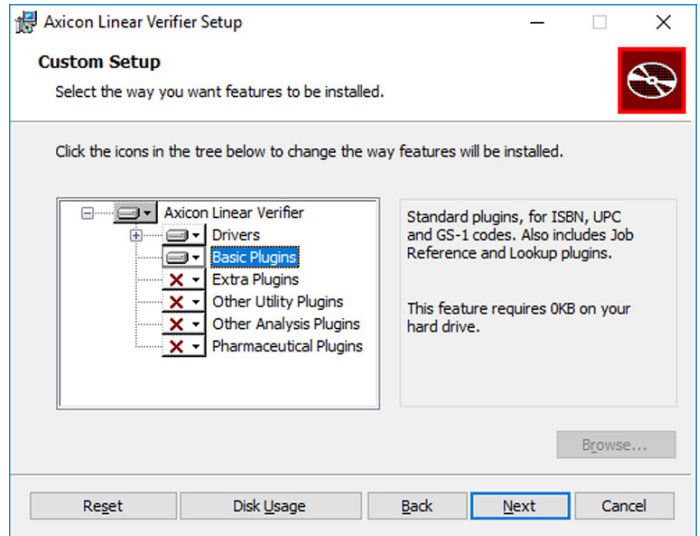 Axicon Linear Verifier Setup
Custom Setup
Select the way you want features to be installed.
Click the icons in the tree below to change the way features will be installed.
Axicon Linear Verifier
Drivers
Basic Plugins
Extra Plugins
Other Utility Plugins
Other Analysis Plugins
Pharmaceutical Plugins
Standard plugins, for ISBN, UPC
and GS-1 codes. Also includes Job
Reference and Lookup plugins.
This feature requires 0KB on your
hard drive.
Browse...
Reset
Disk Usage
Back
Next
Cancel